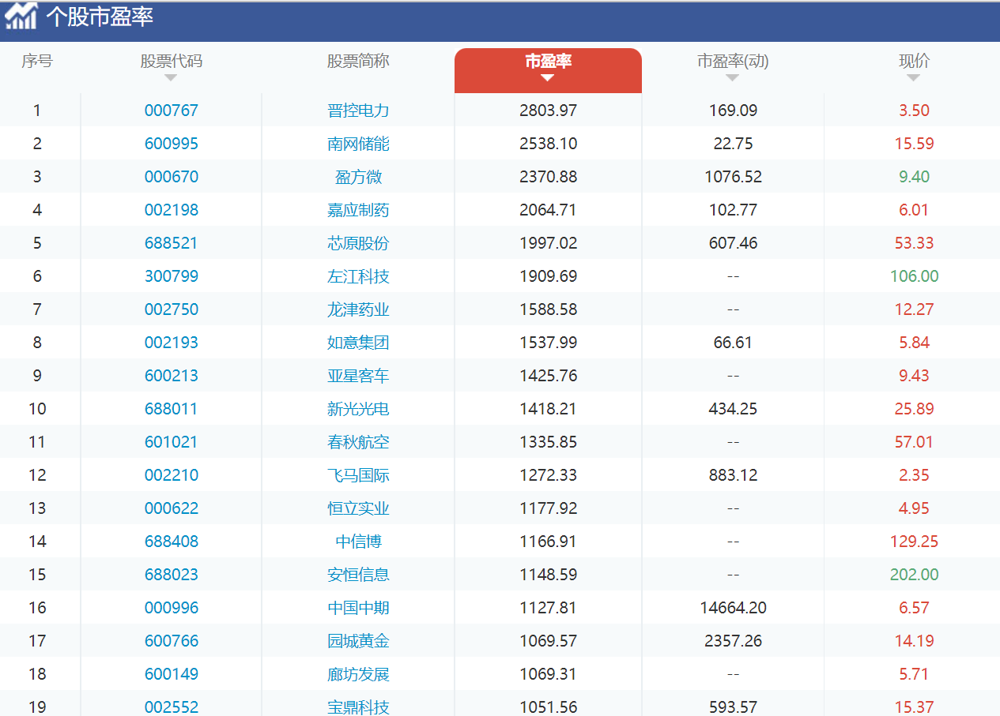 个股市盈率
序号 股票代码 股票简称 市盈率 市盈率(动) 现价
1 000767 晋控电力 2803.97 169.09 3.50
2 600995 南网储能 2538.10 22.75 15.59
3 000670 盈方微 2370.88 1076.52 9.40
4 002198 嘉应制药 2064.71 102.77 6.01
5 688521 芯原股份 1997.02 607.46 53.33
6 300799 左江科技 1909.69 -- 106.00
7 002750 龙津药业 1588.58 -- 12.27
8 002193 如意集团 1537.99 66.61 5.84
9 600213 亚星客车 1425.76 -- 9.43
10 688011 新光光电 1418.21 434.25 25.89
11 601021 春秋航空 1335.85 -- 57.01
12 002210 飞马国际 1272.33 883.12 2.35
13 000622 恒立实业 1177.92 -- 4.95
14 688408 中信博 1166.91 -- 129.25
15 688023 安恒信息 1148.59 -- 202.00
16 000996 中国中期 1127.81 14664.20 6.57
17 600766 园城黄金 1069.57 2357.26 14.19
18 600149 廊坊发展 1069.31 -- 5.71
19 002552 宝鼎科技 1051.56 593.57 15.37